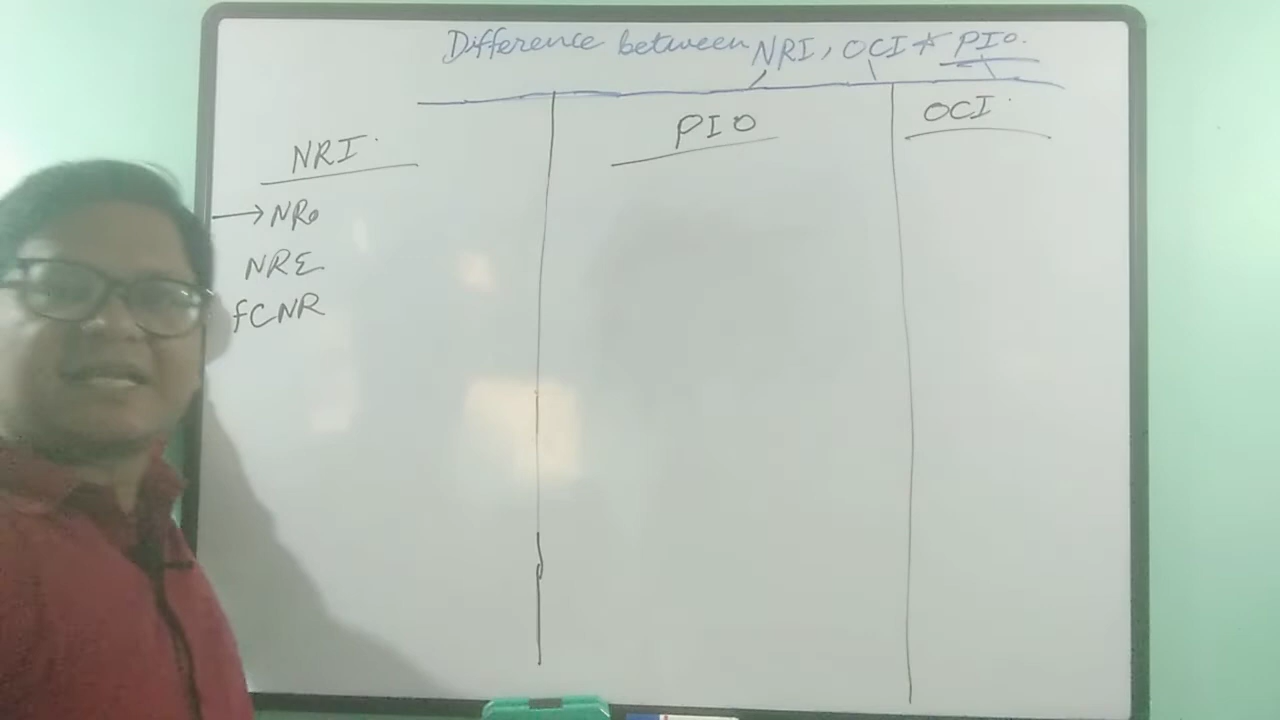 Difference between NRI, OCI & PIO.
NRI.
PIO
OCI.
→ NRO
NRE
FCNR